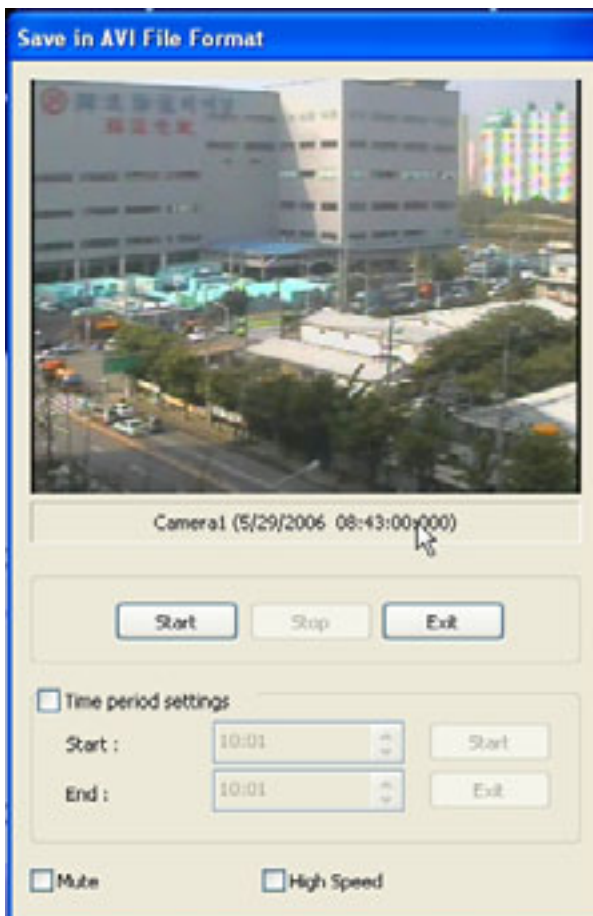 Save in AVI File Format
Camera1 (5/29/2006 08:43:00:000)
Start Stop Exit
Time period settings
Start : 10:01 Start
End : 10:01 Exit
Mute High Speed